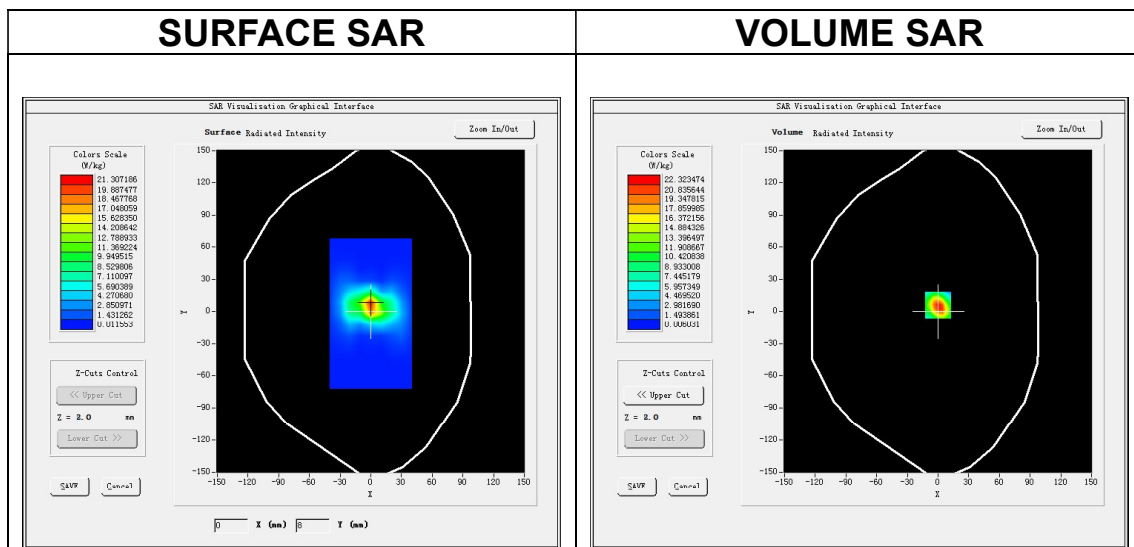 SURFACE SAR
VOLUME SAR
SAR Visualisation Graphical Interface
Surface Radiated Intensity
Zoom In/Out
Colors Scale
(W/kg)
21.307186
19.887477
18.467768
17.048059
15.628350
14.208642
12.788933
11.369224
9.949515
8.529806
7.110097
5.690389
4.270680
2.850971
1.431262
0.011553
Z-Cuts Control
<< Upper Cut
Z = 2.0 mm
Lower Cut >>
SAVE
Cancel
150
120
90
60
30
0
-30
-60
-90
-120
-150
Y
-150 -120 -90 -60 -30 0 30 60 90 120 150
X
0 X (mm) 8 Y (mm)
SAR Visualisation Graphical Interface
Volume Radiated Intensity
Zoom In/Out
Colors Scale
(W/kg)
22.323474
20.835644
19.347815
17.859985
16.372156
14.884326
13.396497
11.908667
10.420838
8.933008
7.445179
5.957349
4.469520
2.981690
1.493861
0.006031
Z-Cuts Control
<< Upper Cut
Z = 2.0 mm
Lower Cut >>
SAVE
Cancel
150
120
90
60
30
0
-30
-60
-90
-120
-150
Y
-150 -120 -90 -60 -30 0 30 60 90 120 150
X